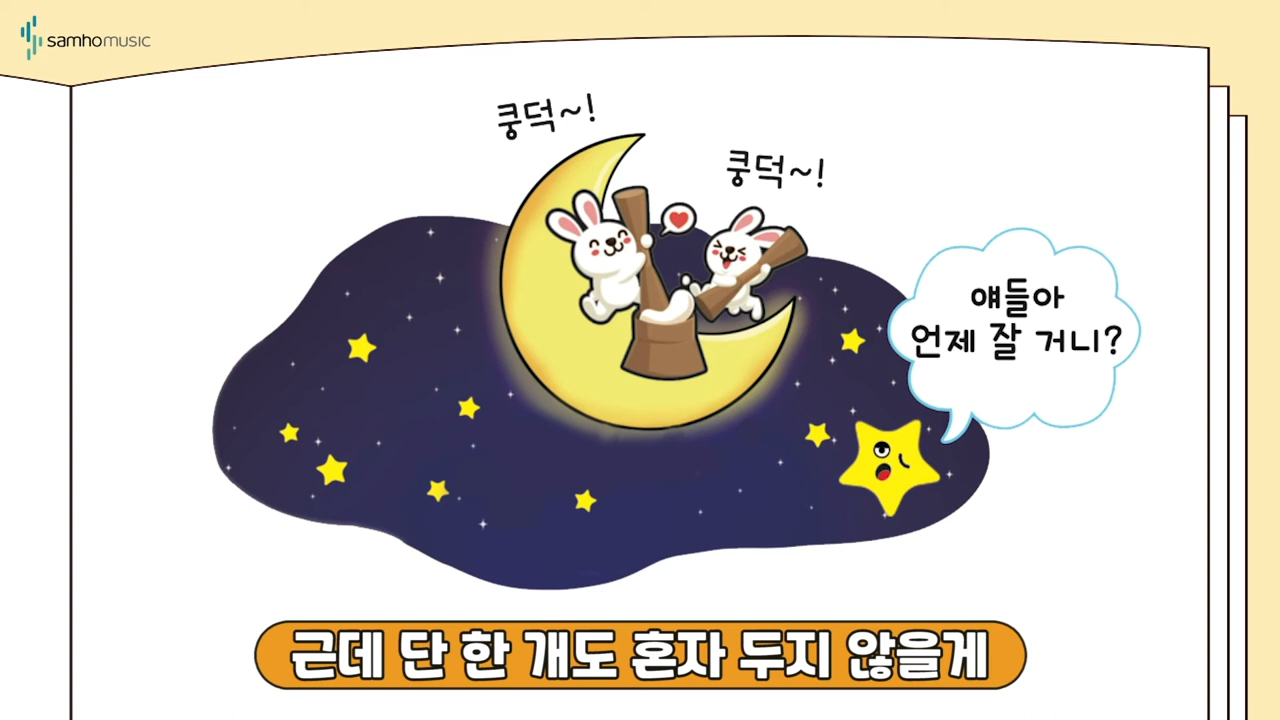 samhomusic
쿵덕~!
쿵덕~!
얘들아
언제 잘 거니?
근데 단 한 개도 혼자 두지 않을게